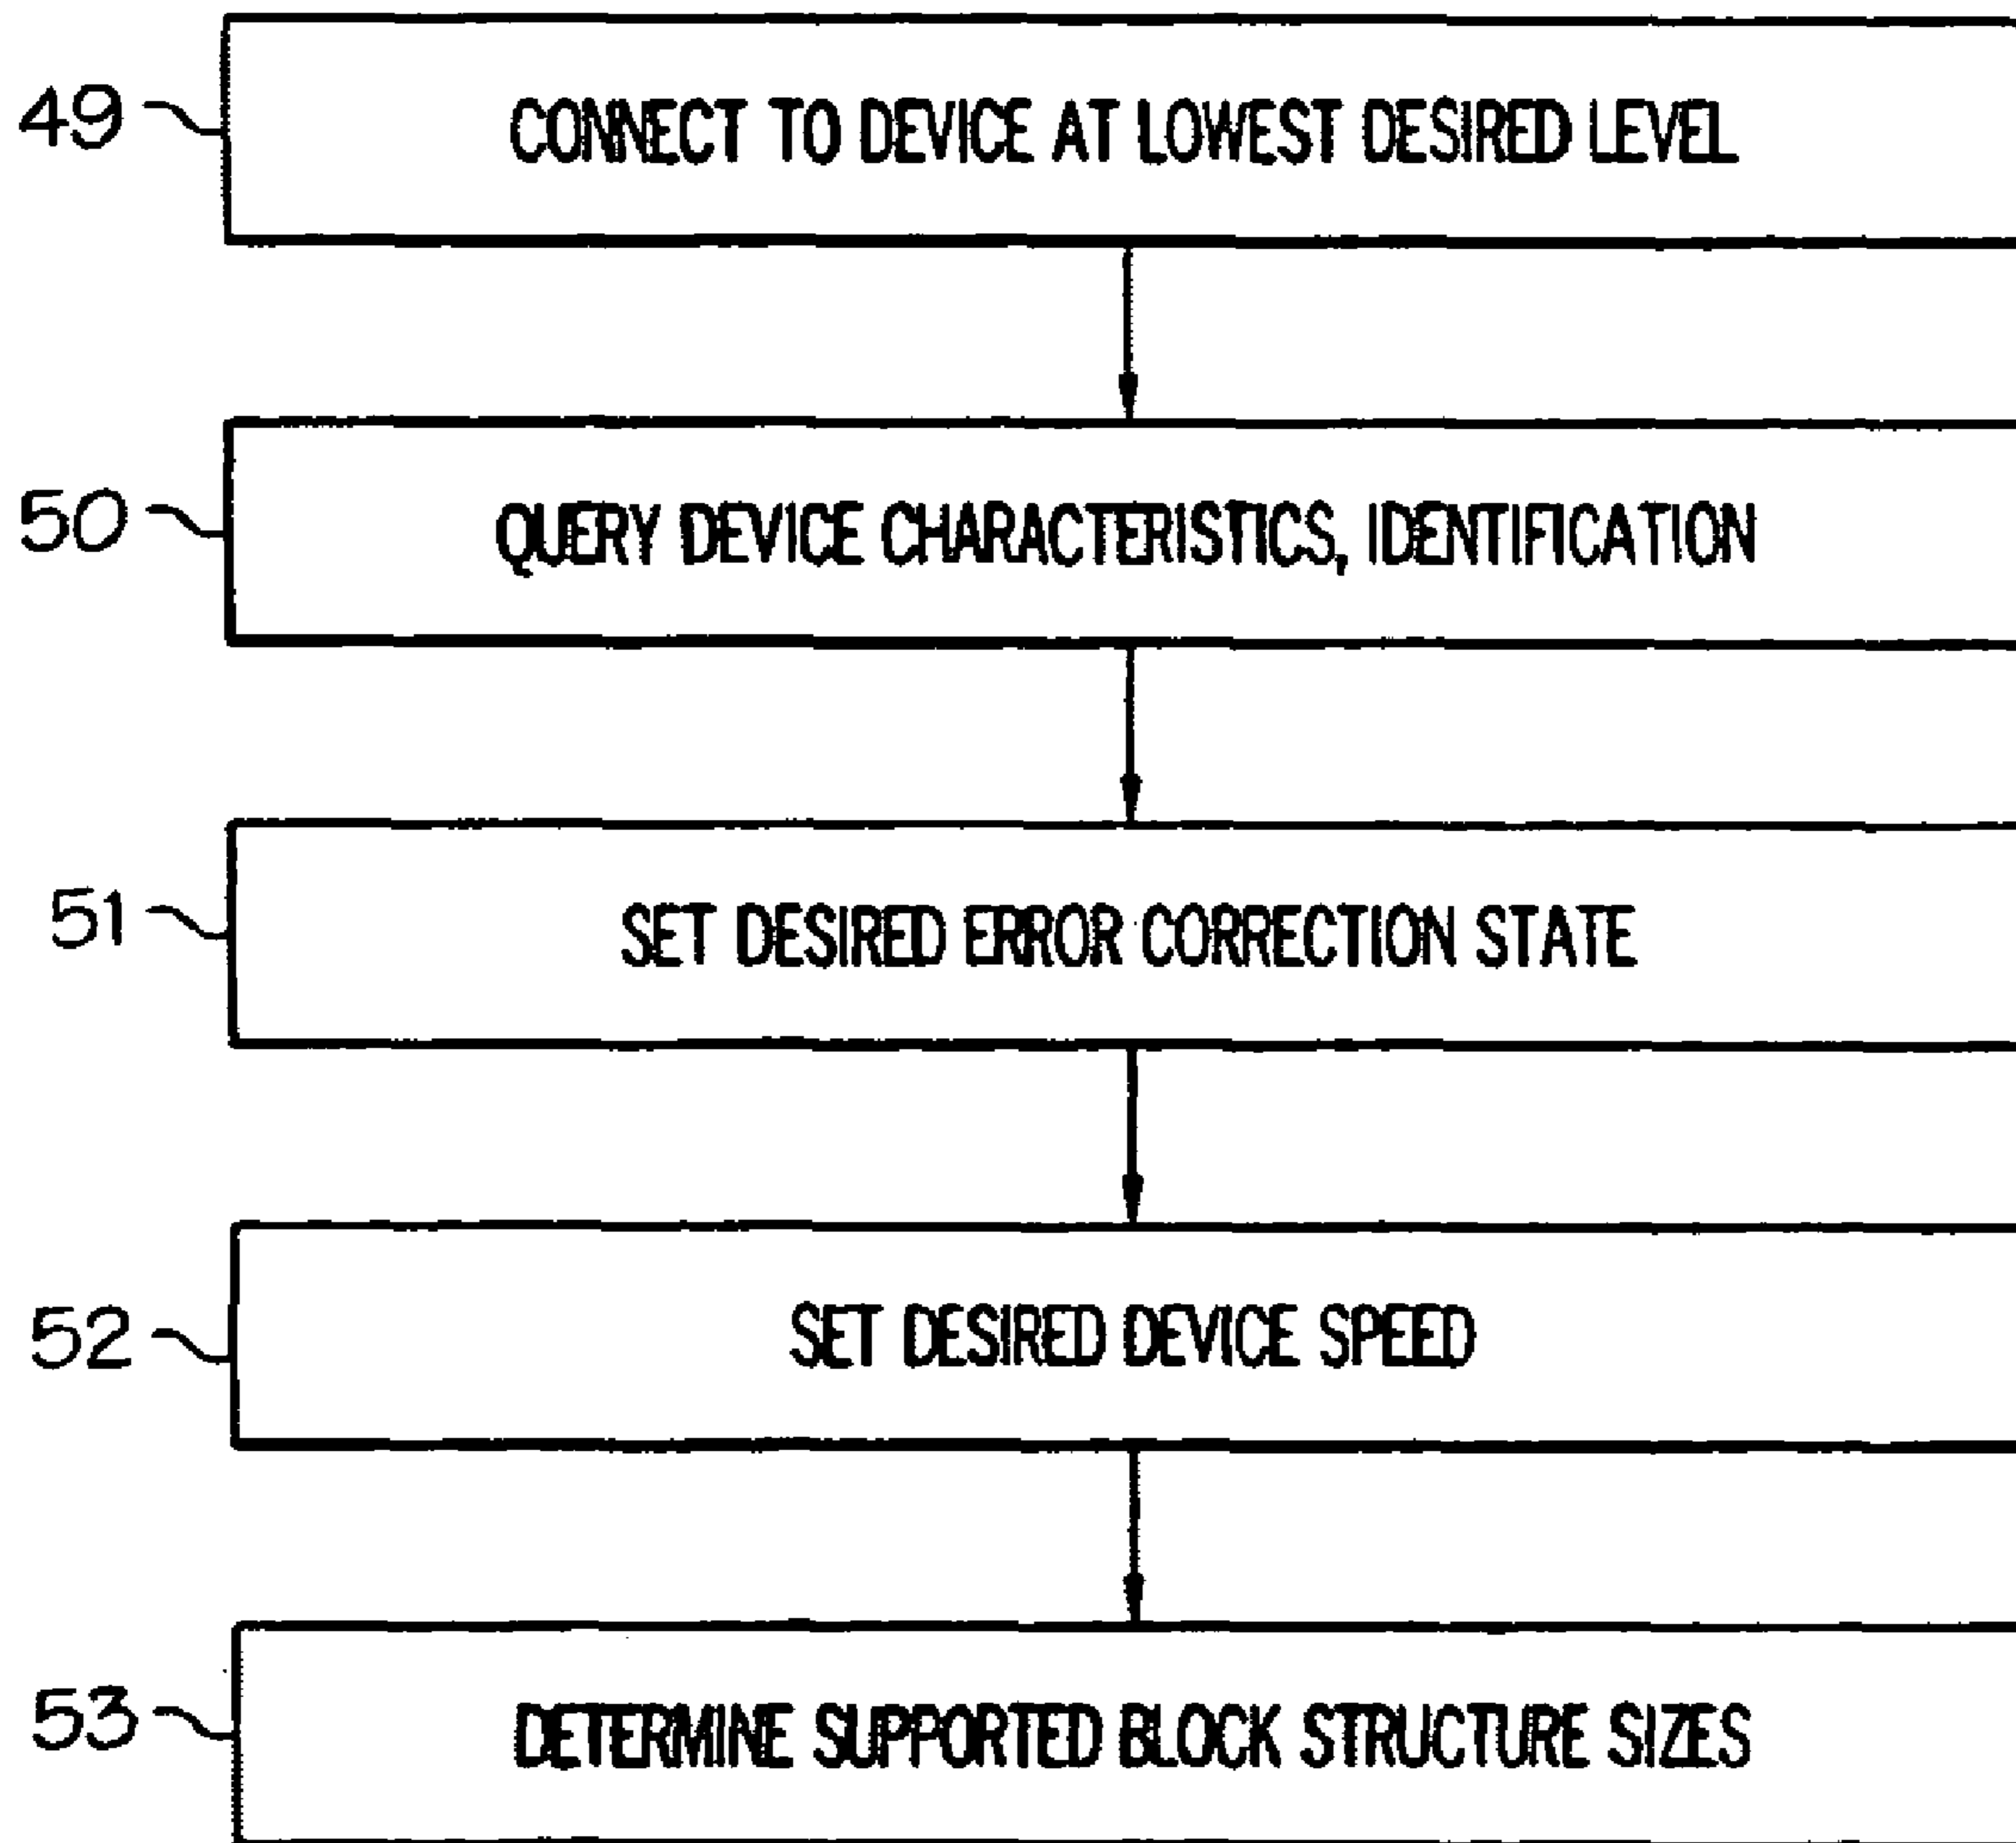 49 CONNECT TO DEVICE AT LOWEST DESIRED LEVEL
50 QUERY DEVICE CHARACTERISTICS, IDENTIFICATION
51 SET DESIRED ERROR CORRECTION STATE
52 SET DESIRED DEVICE SPEED
53 DETERMINE SUPPORTED BLOCK STRUCTURE SIZES